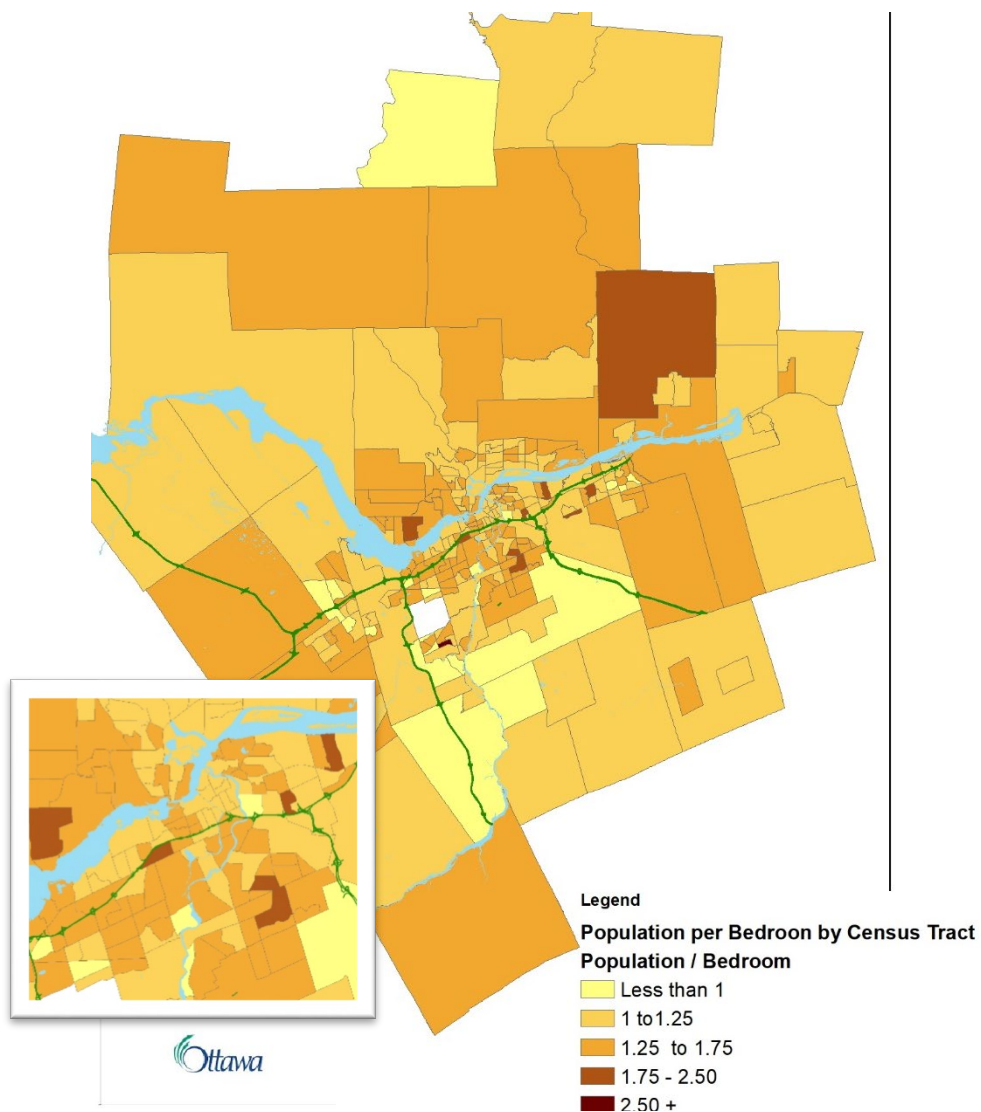 Legend
Population per Bedroon by Census Tract
Population / Bedroom
Less than 1
1 to1.25
1.25 to 1.75
1.75 - 2.50
2.50 +
Ottawa